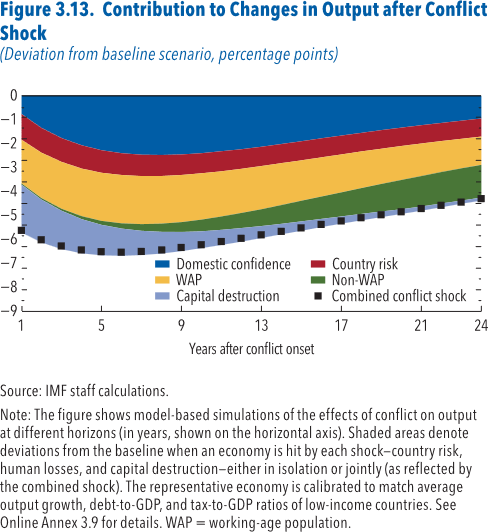 Figure 3.13.  Contribution to Changes in Output after Conflict
Shock
(Deviation from baseline scenario, percentage points)
0
–1
–2
–3
–4
–5
–6
–7
–8
–9
Domestic confidence
Country risk
WAP
Non-WAP
Capital destruction
Combined conflict shock
1 5 9 13 17 21 24
Years after conflict onset
Source: IMF staff calculations.
Note: The figure shows model-based simulations of the effects of conflict on output
at different horizons (in years, shown on the horizontal axis). Shaded areas denote
deviations from the baseline when an economy is hit by each shock—country risk,
human losses, and capital destruction—either in isolation or jointly (as reflected by
the combined shock). The representative economy is calibrated to match average
output growth, debt-to-GDP, and tax-to-GDP ratios of low-income countries. See
Online Annex 3.9 for details. WAP = working-age population.